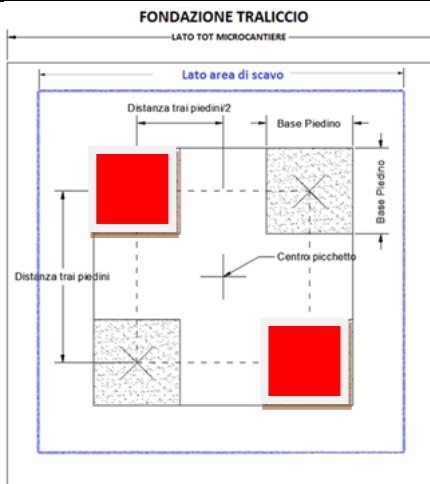 FONDAZIONE TRALICCIO
LATO TOT MICROCANTIERE
Lato area di scavo
Distanza trai piedini/2
Base Piedino
Base Piedino
Centro picchetto
Distanza trai piedini